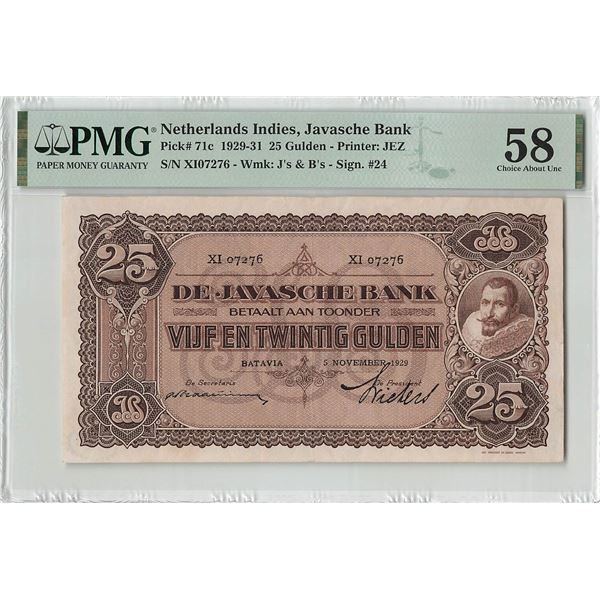 PMG®
PAPER MONEY GUARANTY
Netherlands Indies, Javasche Bank
Pick# 71c 1929-31 25 Gulden - Printer: JEZ
S/N XI07276 - Wmk: J's & B's - Sign. #24
58
Choice About Unc
25
XI 07276 XI 07276
JB
DE JAVASCHE BANK
BETAALT AAN TOONDER
VIJF EN TWINTIG GULDEN
BATAVIA 5 NOVEMBER 1929
De Secretaris De President
JB
25